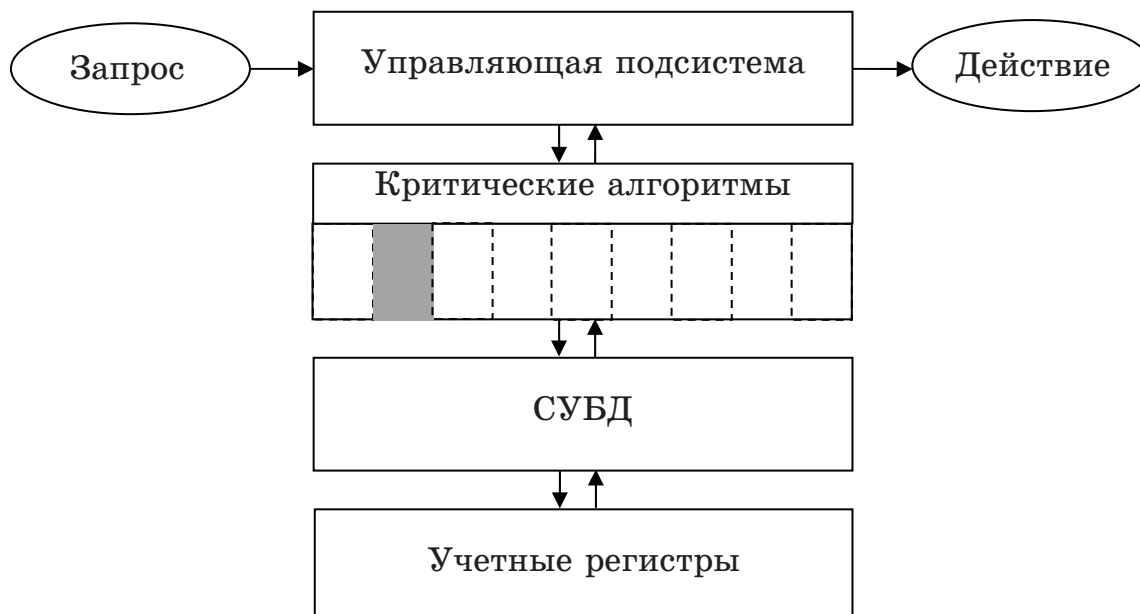 Запрос
Управляющая подсистема
Действие
Критические алгоритмы
СУБД
Учетные регистры